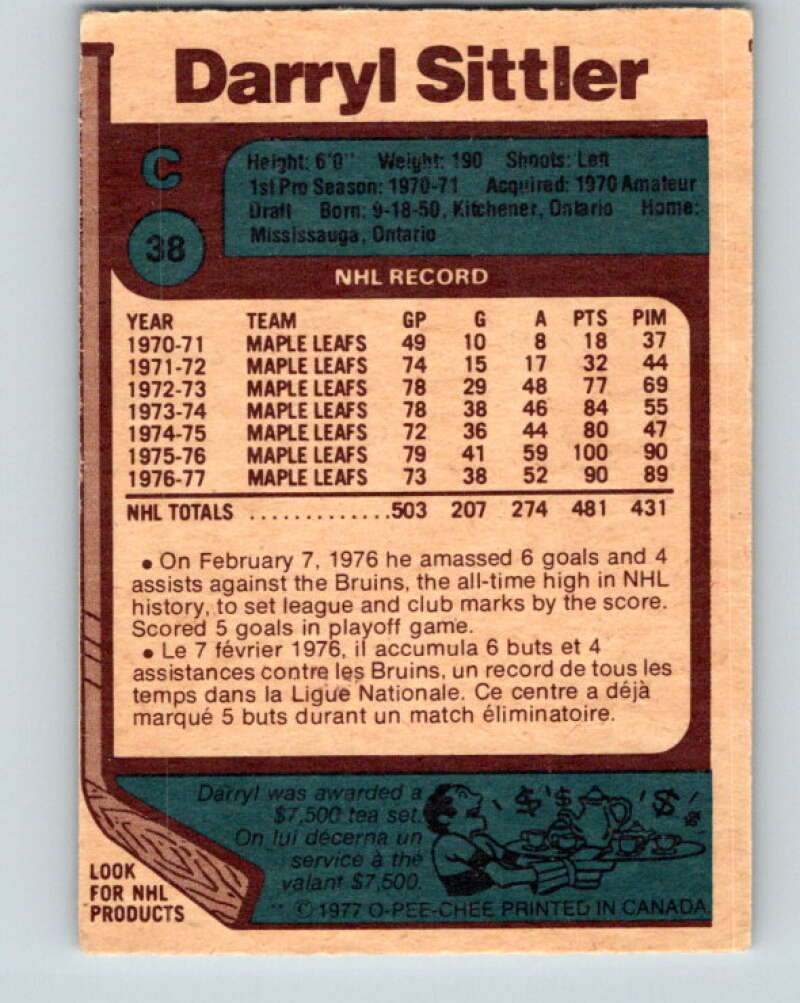 Darryl Sittler
C
38
Height: 6'0" Weight: 190 Shoots: Left
1st Pro Season: 1970-71 Acquired: 1970 Amateur
Draft Born: 9-18-50, Kitchener, Ontario Home:
Mississauga, Ontario
NHL RECORD
YEAR TEAM GP G A PTS PIM
1970-71 MAPLE LEAFS 49 10 8 18 37
1971-72 MAPLE LEAFS 74 15 17 32 44
1972-73 MAPLE LEAFS 78 29 48 77 69
1973-74 MAPLE LEAFS 78 38 46 84 55
1974-75 MAPLE LEAFS 72 36 44 80 47
1975-76 MAPLE LEAFS 79 41 59 100 90
1976-77 MAPLE LEAFS 73 38 52 90 89
NHL TOTALS .............503 207 274 481 431
• On February 7, 1976 he amassed 6 goals and 4
assists against the Bruins, the all-time high in NHL
history, to set league and club marks by the score.
Scored 5 goals in playoff game.
• Le 7 février 1976, il accumula 6 buts et 4
assistances contre les Bruins, un record de tous les
temps dans la Ligue Nationale. Ce centre a déjà
marqué 5 buts durant un match éliminatoire.
Darryl was awarded a
$7,500 tea set.
On lui décerna un
service à thé
valant $7,500.
$ $ $ $
LOOK
FOR NHL
PRODUCTS
** © 1977 O-PEE-CHEE PRINTED IN CANADA